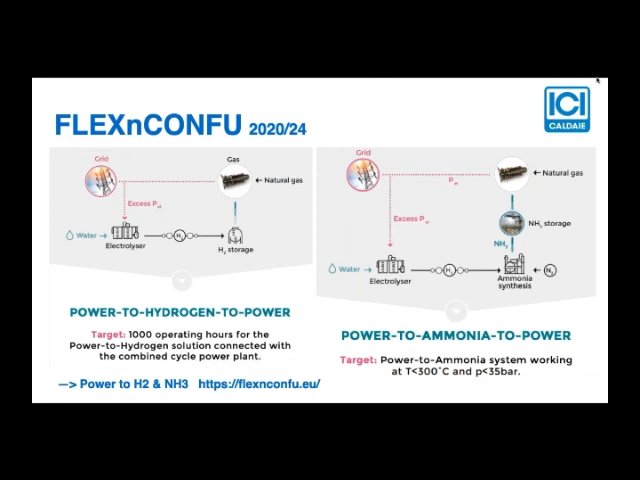 ICI
CALDAIE
FLEXnCONFU 2020/24
Grid
Gas
Natural gas
Excess Pel
Water
Electrolyser
H2
H2 storage
POWER-TO-HYDROGEN-TO-POWER
Target: 1000 operating hours for the
Power-to-Hydrogen solution connected with
the combined cycle power plant.
Grid
Pel
Natural gas
Excess Pel
NH3 storage
NH3
Water
Electrolyser
H2
Ammonia
synthesis
N2
POWER-TO-AMMONIA-TO-POWER
Target: Power-to-Ammonia system working
at T<300°C and p<35bar.
—> Power to H2 & NH3 https://flexnconfu.eu/